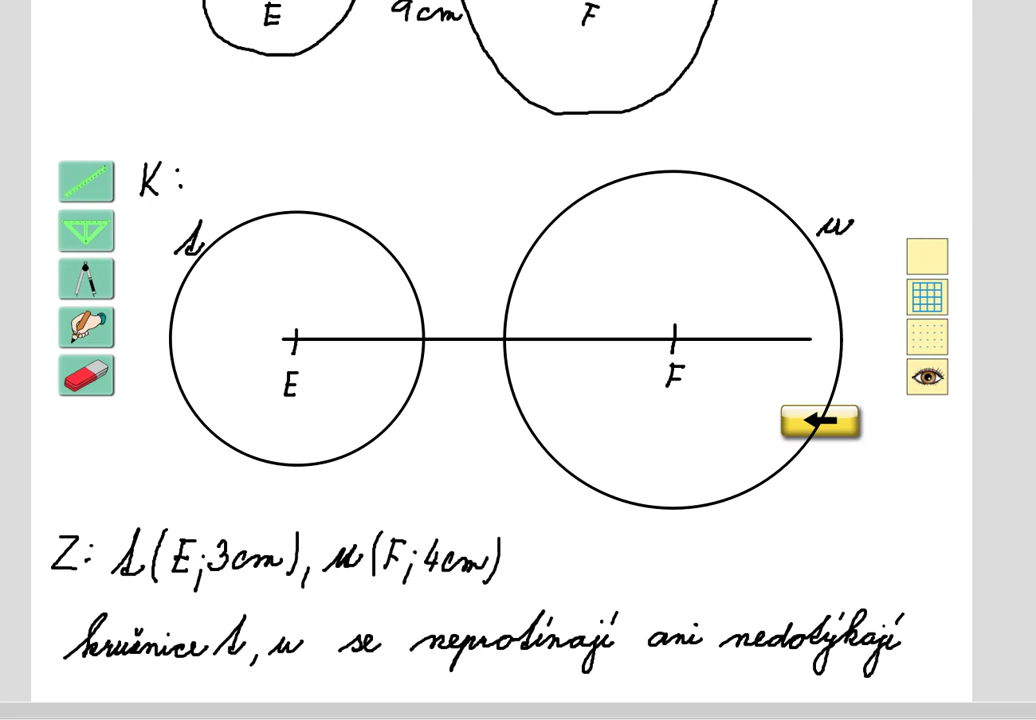 E 9cm F
K:
t u
E F
Z: t(E;3cm), u(F;4cm)
kružnice t, u se neprotínají ani nedotýkají